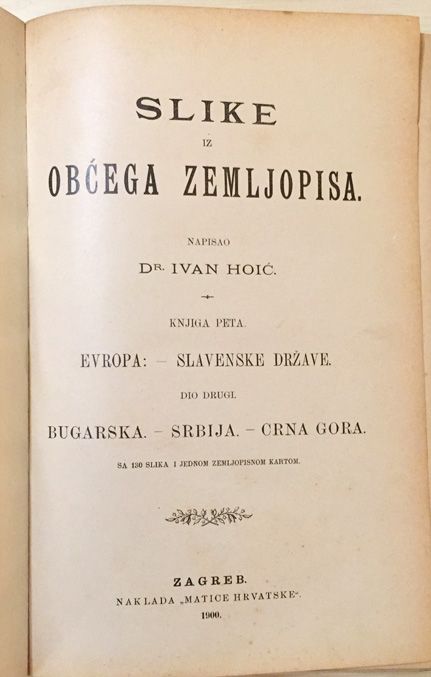 SLIKE
IZ
OBĆEGA ZEMLJOPISA.
NAPISAO
DR. IVAN HOIĆ.
KNJIGA PETA.
EVROPA: – SLAVENSKE DRŽAVE.
DIO DRUGI.
BUGARSKA. – SRBIJA. – CRNA GORA.
SA 130 SLIKA I JEDNOM ZEMLJOPISNOM KARTOM.
ZAGREB.
NAKLADA „MATICE HRVATSKE“.
1900.